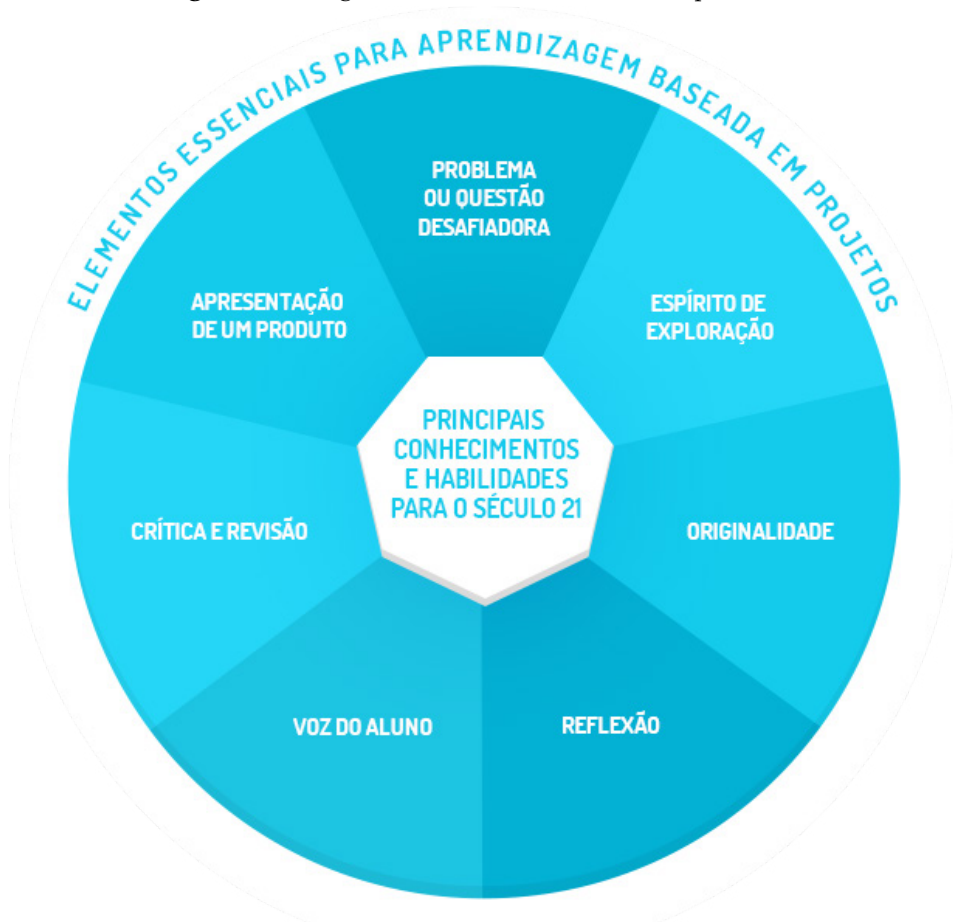 ELEMENTOS ESSENCIAIS PARA APRENDIZAGEM BASEADA EM PROJETOS
PROBLEMA
OU QUESTÃO
DESAFIADORA
ESPÍRITO DE
EXPLORAÇÃO
ORIGINALIDADE
REFLEXÃO
VOZ DO ALUNO
CRÍTICA E REVISÃO
APRESENTAÇÃO
DE UM PRODUTO
PRINCIPAIS
CONHECIMENTOS
E HABILIDADES
PARA O SÉCULO 21